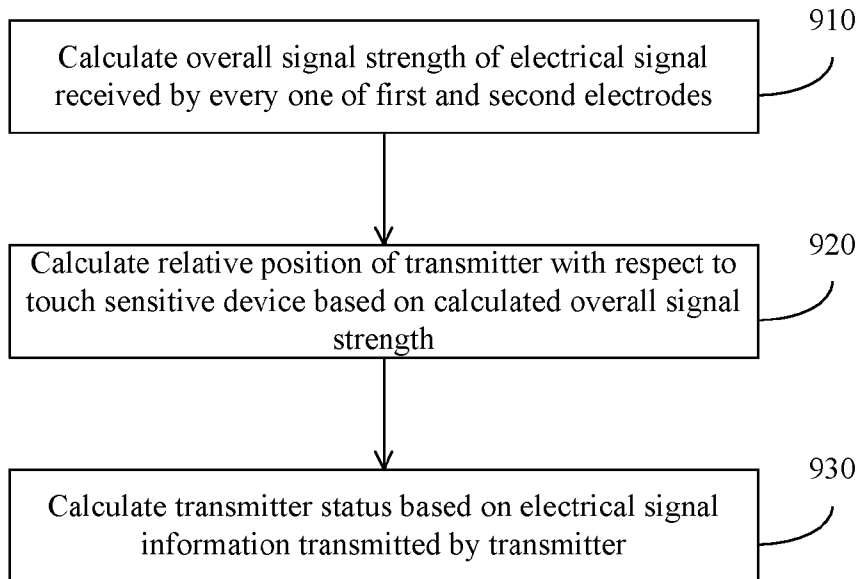 910
Calculate overall signal strength of electrical signal
received by every one of first and second electrodes
920
Calculate relative position of transmitter with respect to
touch sensitive device based on calculated overall signal
strength
930
Calculate transmitter status based on electrical signal
information transmitted by transmitter